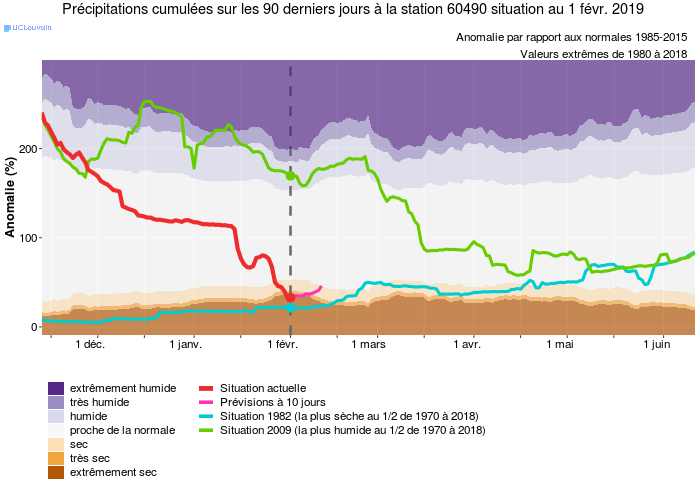 Précipitations cumulées sur les 90 derniers jours à la station 60490 situation au 1 févr. 2019
UCLouvain
Anomalie par rapport aux normales 1985-2015
Valeurs extrêmes de 1980 à 2018
Anomalie (%)
200
100
0
1 déc.
1 janv.
1 févr.
1 mars
1 avr.
1 mai
1 juin
extrêmement humide
très humide
humide
proche de la normale
sec
très sec
extrêmement sec
Situation actuelle
Prévisions à 10 jours
Situation 1982 (la plus sèche au 1/2 de 1970 à 2018)
Situation 2009 (la plus humide au 1/2 de 1970 à 2018)